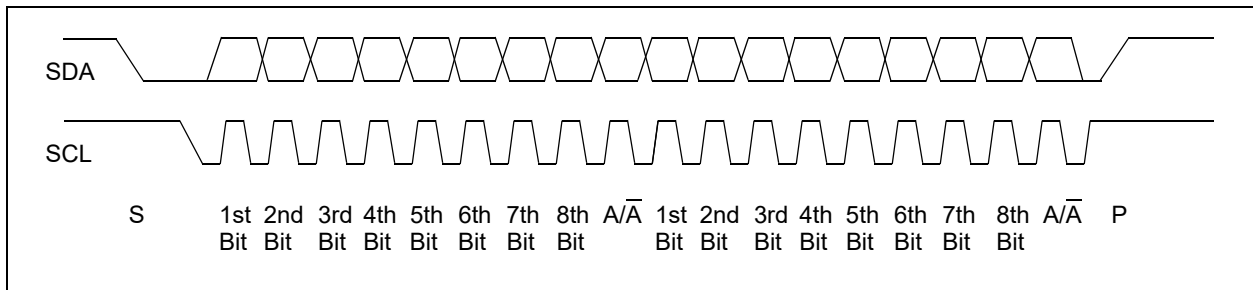 SDA
SCL
S 1st 2nd 3rd 4th 5th 6th 7th 8th A/A̅ 1st 2nd 3rd 4th 5th 6th 7th 8th A/A̅ P
Bit Bit Bit Bit Bit Bit Bit Bit Bit Bit Bit Bit Bit Bit Bit Bit